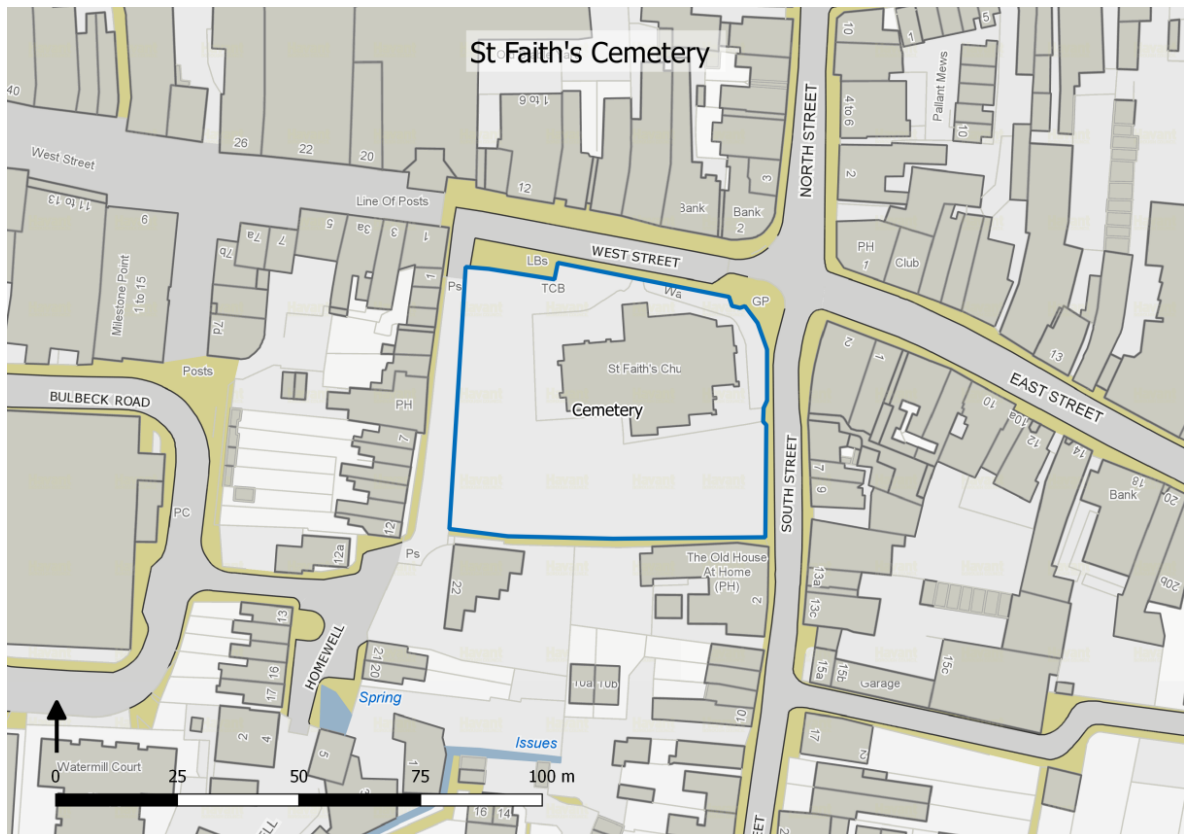 St Faith's Cemetery
40
26
22
20
1 to 6
12
Bank
Bank
2
3
NORTH STREET
10
4 to 6
2
1
5
Pallant Mews
10
PH
1
Club
West Street
11 to 13
9
Milestone Point
1 to 15
Line Of Posts
7b
7a
7
5
3a
3
1
1
7d
WEST STREET
LBs
TCB
Ps
Wa
GP
St Faith's Chu
Cemetery
Posts
BULBECK ROAD
PH
7
12
PC
12a
Ps
2
1
13
EAST STREET
10
10a
12
14
18
20
Bank
20b
7
9
SOUTH STREET
The Old House
At Home
(PH)
2
22
13a
13c
15a
15b
15c
Garage
13
16
17
HOMEWELL
21
20
Spring
10a
10b
10
Issues
2
4
5
1
3
Watermill Court
17
2
16
14
0
25
50
75
100 m